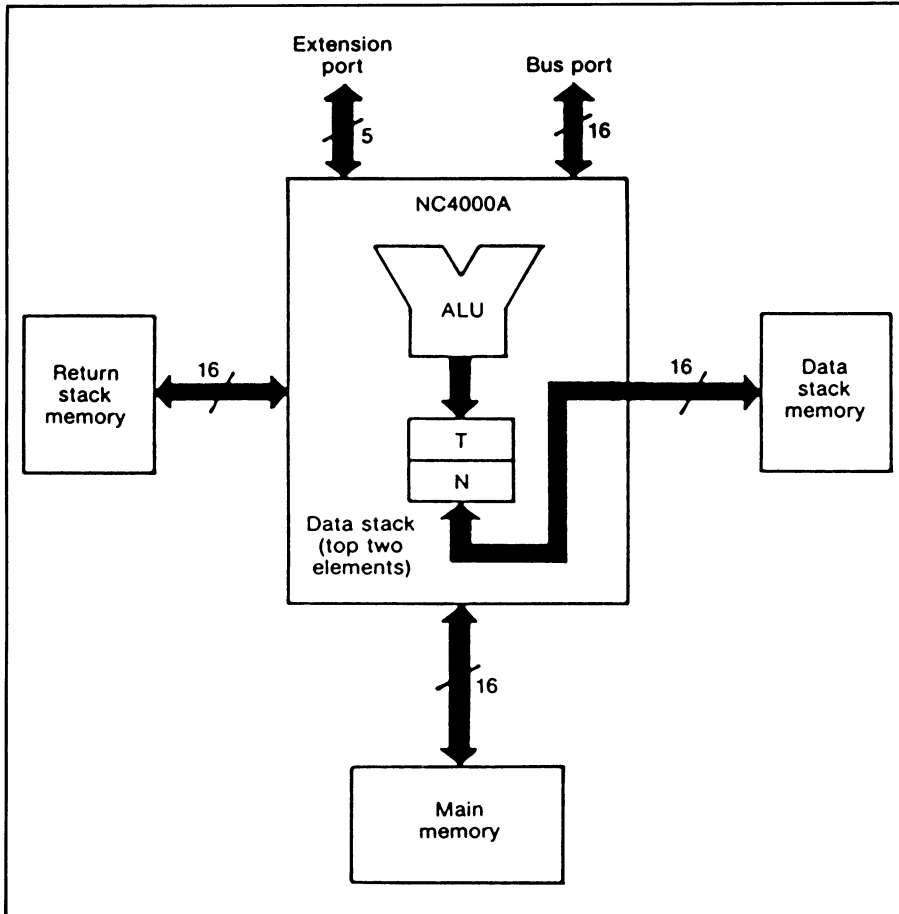 Extension
port
Bus port
5
16
NC4000A
ALU
Return
stack
memory
16
16
Data
stack
memory
T
N
Data stack
(top two
elements)
16
Main
memory